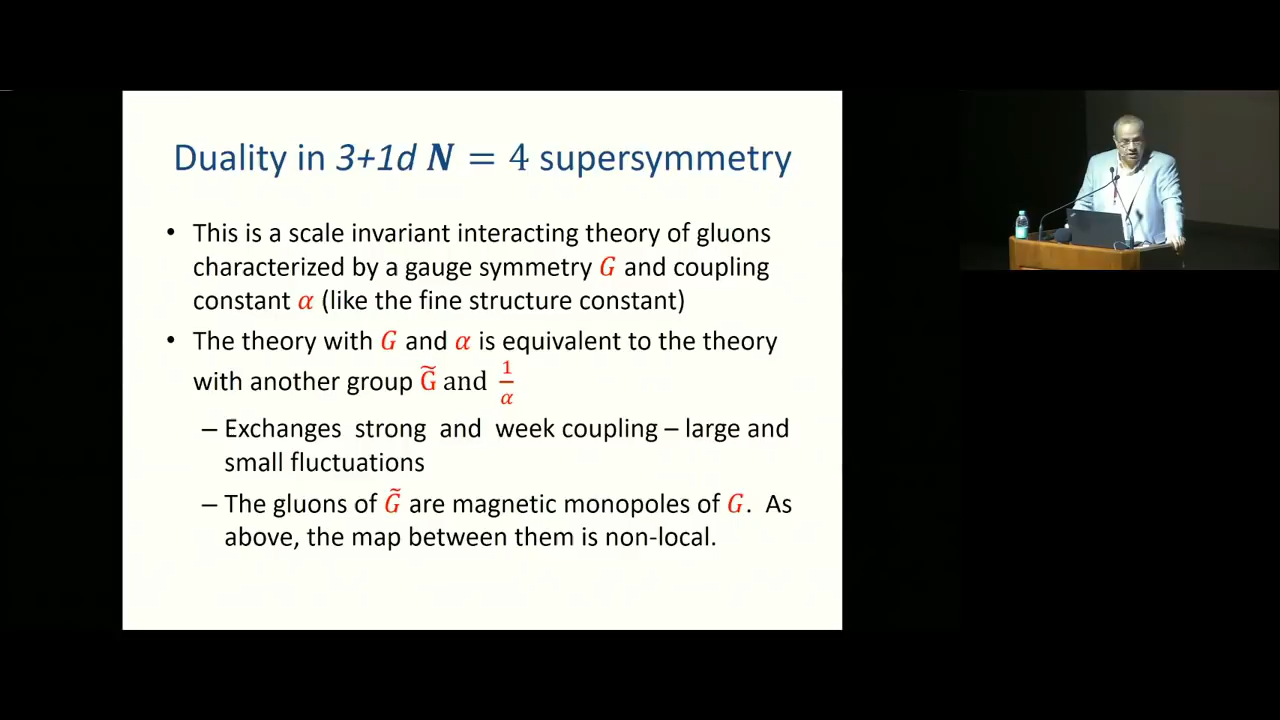 Duality in 3+1d N = 4 supersymmetry
• This is a scale invariant interacting theory of gluons
characterized by a gauge symmetry G and coupling
constant α (like the fine structure constant)
• The theory with G and α is equivalent to the theory
with another group G̃ and 1/α
– Exchanges strong and week coupling – large and
small fluctuations
– The gluons of G̃ are magnetic monopoles of G. As
above, the map between them is non-local.